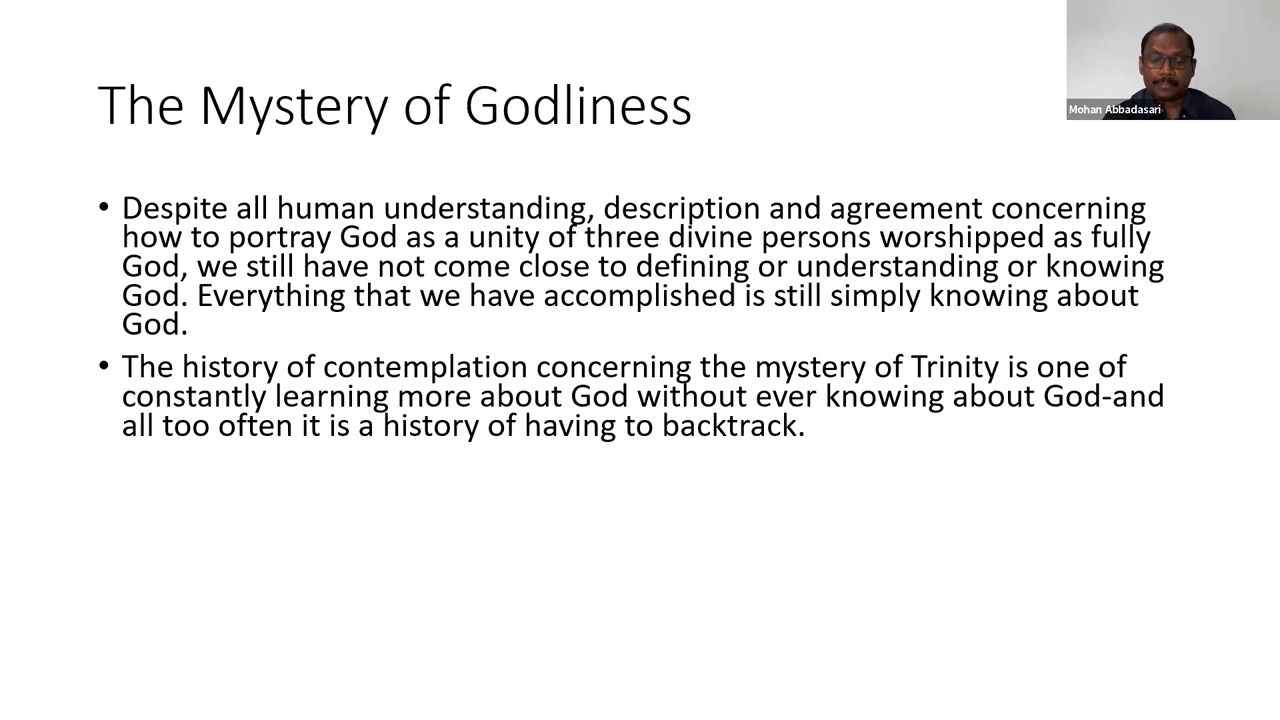 The Mystery of Godliness
Mohan Abbadasari
• Despite all human understanding, description and agreement concerning
how to portray God as a unity of three divine persons worshipped as fully
God, we still have not come close to defining or understanding or knowing
God. Everything that we have accomplished is still simply knowing about
God.
• The history of contemplation concerning the mystery of Trinity is one of
constantly learning more about God without ever knowing about God-and
all too often it is a history of having to backtrack.